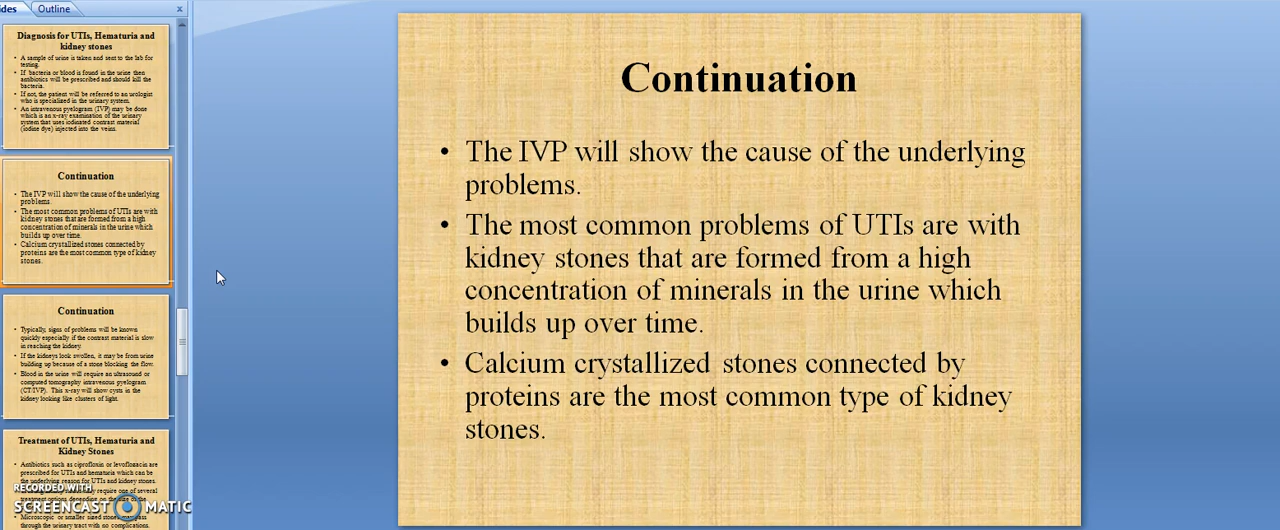 ides
Outline
x
Diagnosis for UTIs, Hematuria and
kidney stones
• A sample of urine is taken and sent to the lab for
testing.
• If bacteria or blood is found in the urine then
antibiotics will be prescribed and should kill the
bacteria.
• If not, the patient will be referred to an urologist
who is specialized in the urinary system.
• An intravenous pyelogram (IVP) may be done
which is an x-ray examination of the urinary
system that uses iodinated contrast material
(iodine dye) injected into the veins.
Continuation
• The IVP will show the cause of the underlying
problems.
• The most common problems of UTIs are with
kidney stones that are formed from a high
concentration of minerals in the urine which
builds up over time.
• Calcium crystallized stones connected by
proteins are the most common type of kidney
stones.
Continuation
• Typically, signs of problems will be known
quickly especially if the contrast material is slow
in reaching the kidney.
• If the kidneys look swollen, it may be from urine
building up because of a stone blocking the flow.
• Blood in the urine will require an ultrasound or
computed tomography intravenous pyelogram
(CT/IVP). This x-ray will show cysts in the
kidney looking like clusters of light.
Treatment of UTIs, Hematuria and
Kidney Stones
• Antibiotics such as ciprofloxin or levofloxacin are
prescribed for UTIs and hematuria which can be
the underlying reason for UTIs and kidney stones.
require one of several
treatment options depending on the
• Microscopic or smaller sized stones
through the urinary tract with no complications.
RECORDED WITH
SCREENCAST MATIC
Continuation
• The IVP will show the cause of the underlying
problems.
• The most common problems of UTIs are with
kidney stones that are formed from a high
concentration of minerals in the urine which
builds up over time.
• Calcium crystallized stones connected by
proteins are the most common type of kidney
stones.